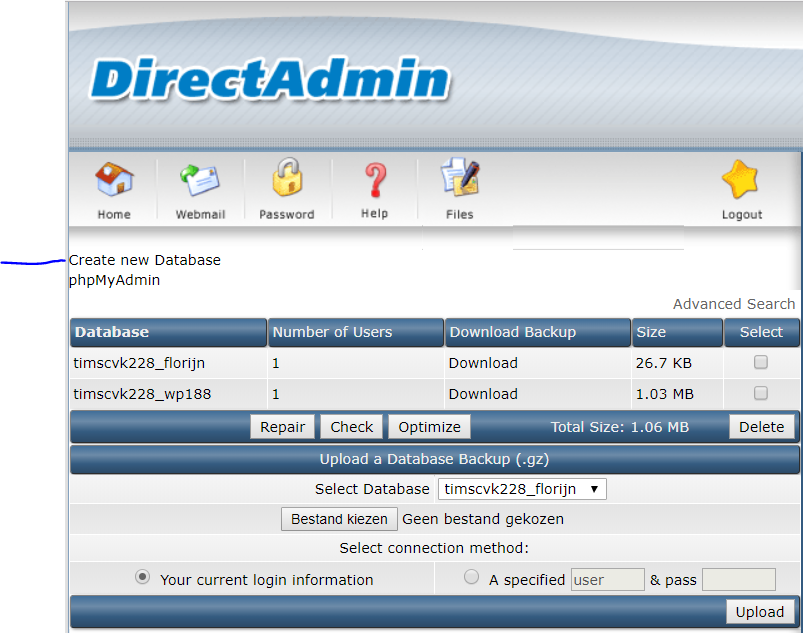 DirectAdmin
Home Webmail Password Help Files Logout
Create new Database
phpMyAdmin
Advanced Search
Database Number of Users Download Backup Size Select
timscvk228_florijn 1 Download 26.7 KB
timscvk228_wp188 1 Download 1.03 MB
Repair Check Optimize Total Size: 1.06 MB Delete
Upload a Database Backup (.gz)
Select Database timscvk228_florijn
Bestand kiezen Geen bestand gekozen
Select connection method:
Your current login information A specified user & pass
Upload